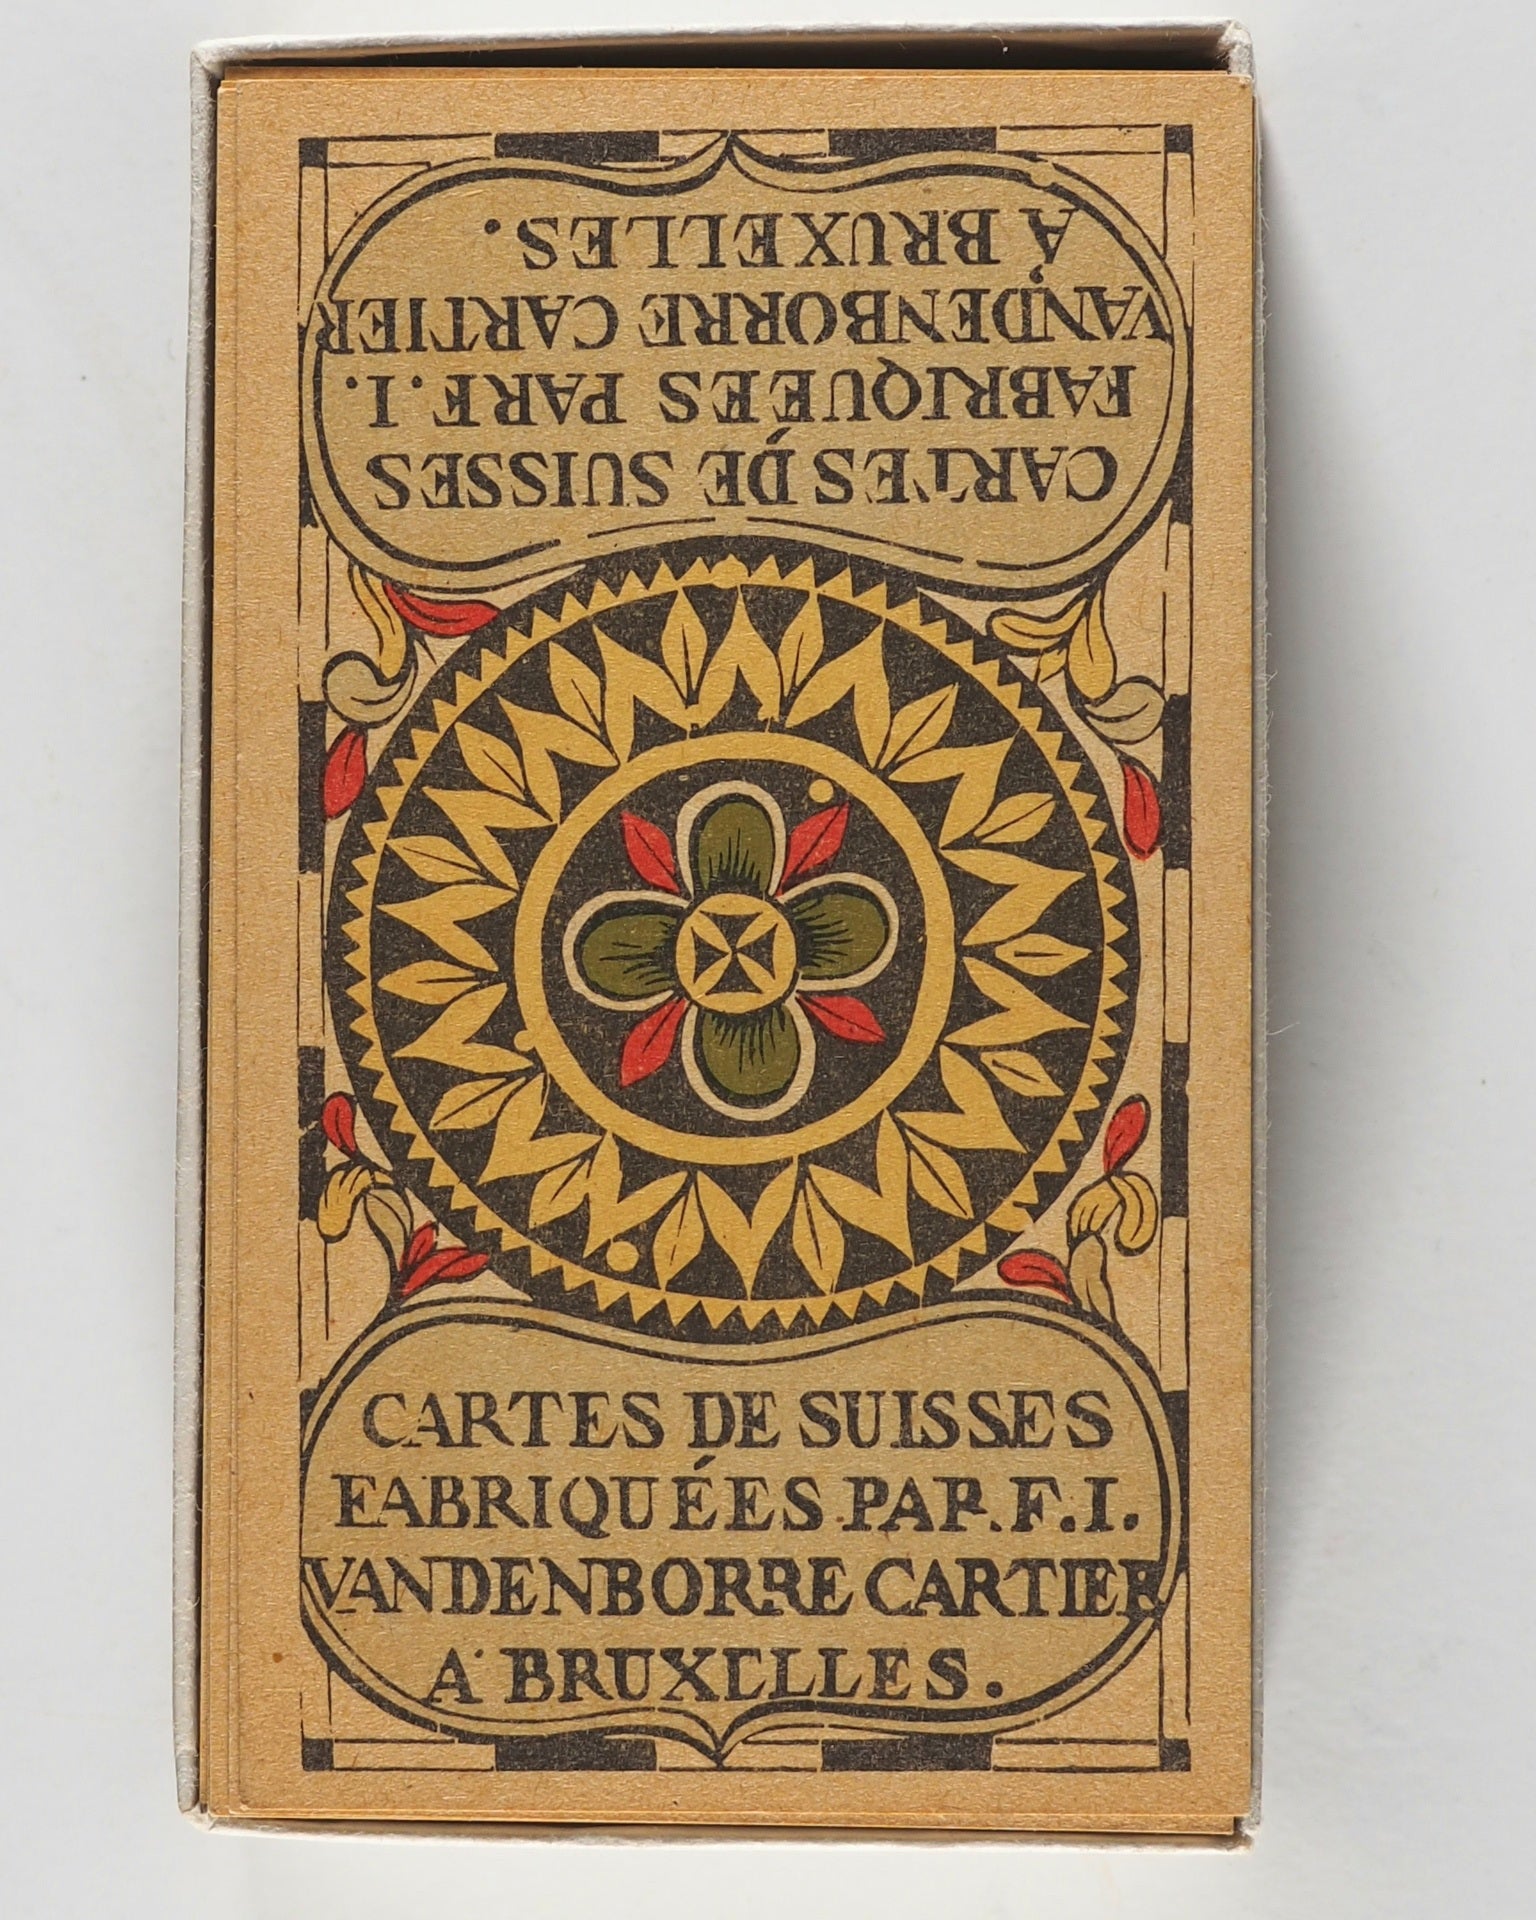 CARTES DE SUISSES
FABRIQUÉES PAR F. I.
VANDENBORRE CARTIER
A BRUXELLES.
CARTES DE SUISSES
FABRIQUÉES PAR. F. I.
VANDENBORRE CARTIER
A BRUXELLES.